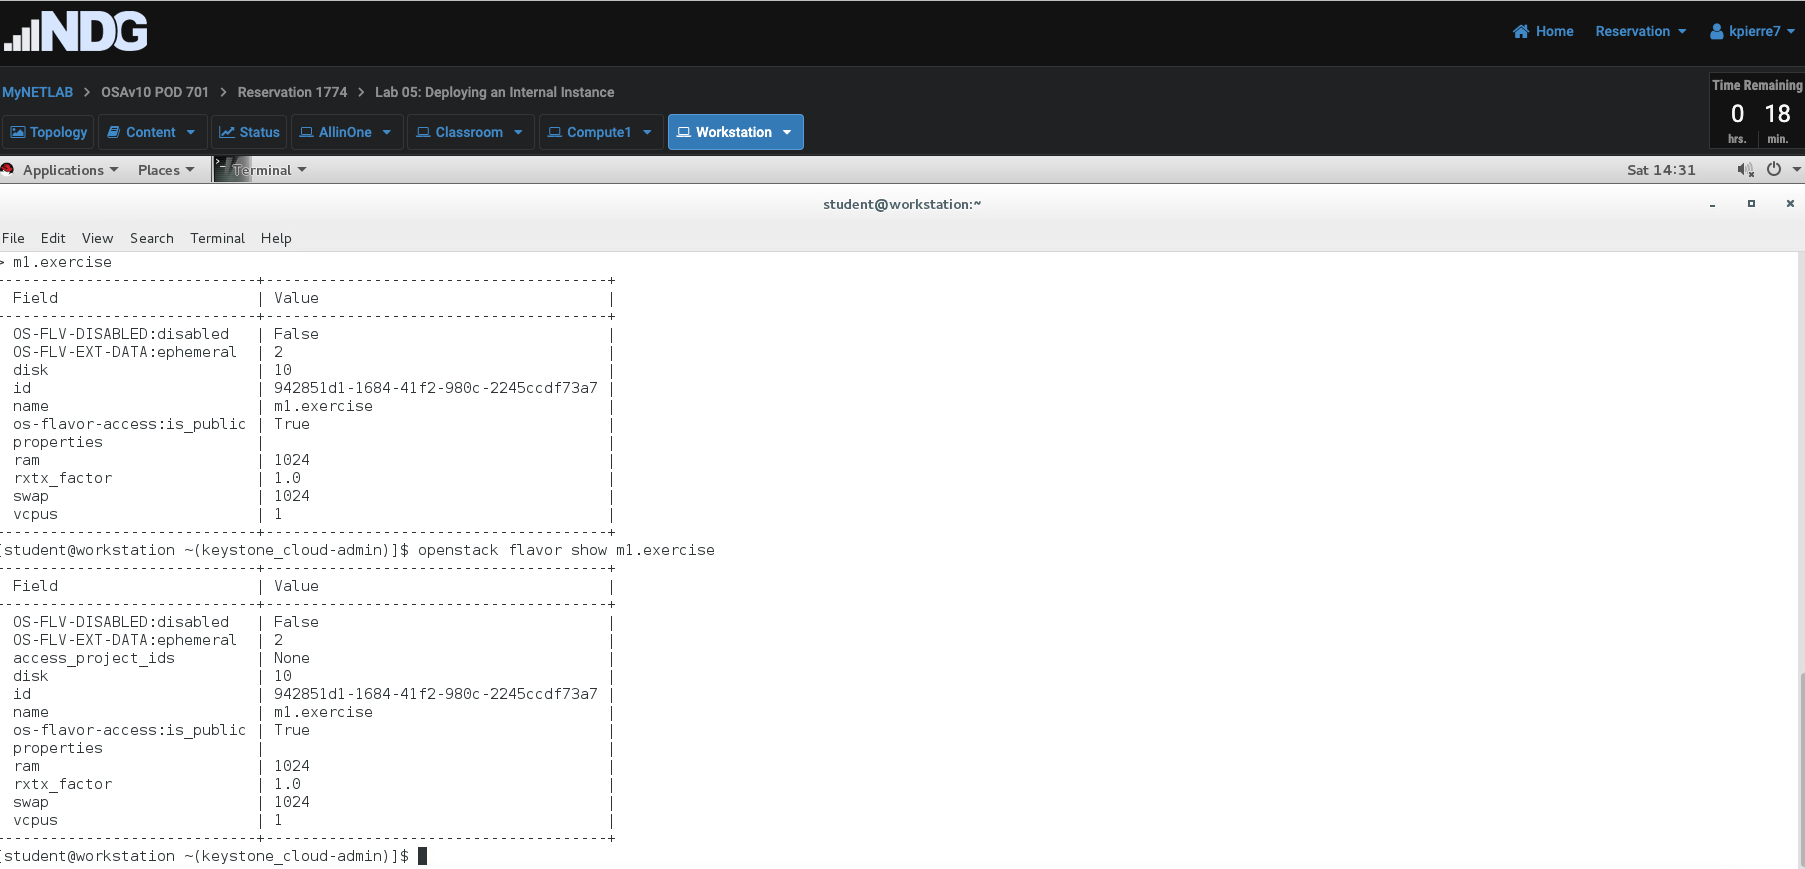 NDG
Home Reservation kpierre7
MyNETLAB > OSAv10 POD 701 > Reservation 1774 > Lab 05: Deploying an Internal Instance
Time Remaining
0 18
hrs. min.
Topology Content Status AllinOne Classroom Compute1 Workstation
Applications Places Terminal Sat 14:31
student@workstation:~
File Edit View Search Terminal Help
> m1.exercise
-----------------------------+--------------------------------------+
Field | Value |
-----------------------------+--------------------------------------+
OS-FLV-DISABLED:disabled | False |
OS-FLV-EXT-DATA:ephemeral | 2 |
disk | 10 |
id | 942851d1-1684-41f2-980c-2245ccdf73a7 |
name | m1.exercise |
os-flavor-access:is_public | True |
properties | |
ram | 1024 |
rxtx_factor | 1.0 |
swap | 1024 |
vcpus | 1 |
-----------------------------+--------------------------------------+
[student@workstation ~(keystone_cloud-admin)]$ openstack flavor show m1.exercise
-----------------------------+--------------------------------------+
Field | Value |
-----------------------------+--------------------------------------+
OS-FLV-DISABLED:disabled | False |
OS-FLV-EXT-DATA:ephemeral | 2 |
access_project_ids | None |
disk | 10 |
id | 942851d1-1684-41f2-980c-2245ccdf73a7 |
name | m1.exercise |
os-flavor-access:is_public | True |
properties | |
ram | 1024 |
rxtx_factor | 1.0 |
swap | 1024 |
vcpus | 1 |
-----------------------------+--------------------------------------+
[student@workstation ~(keystone_cloud-admin)]$